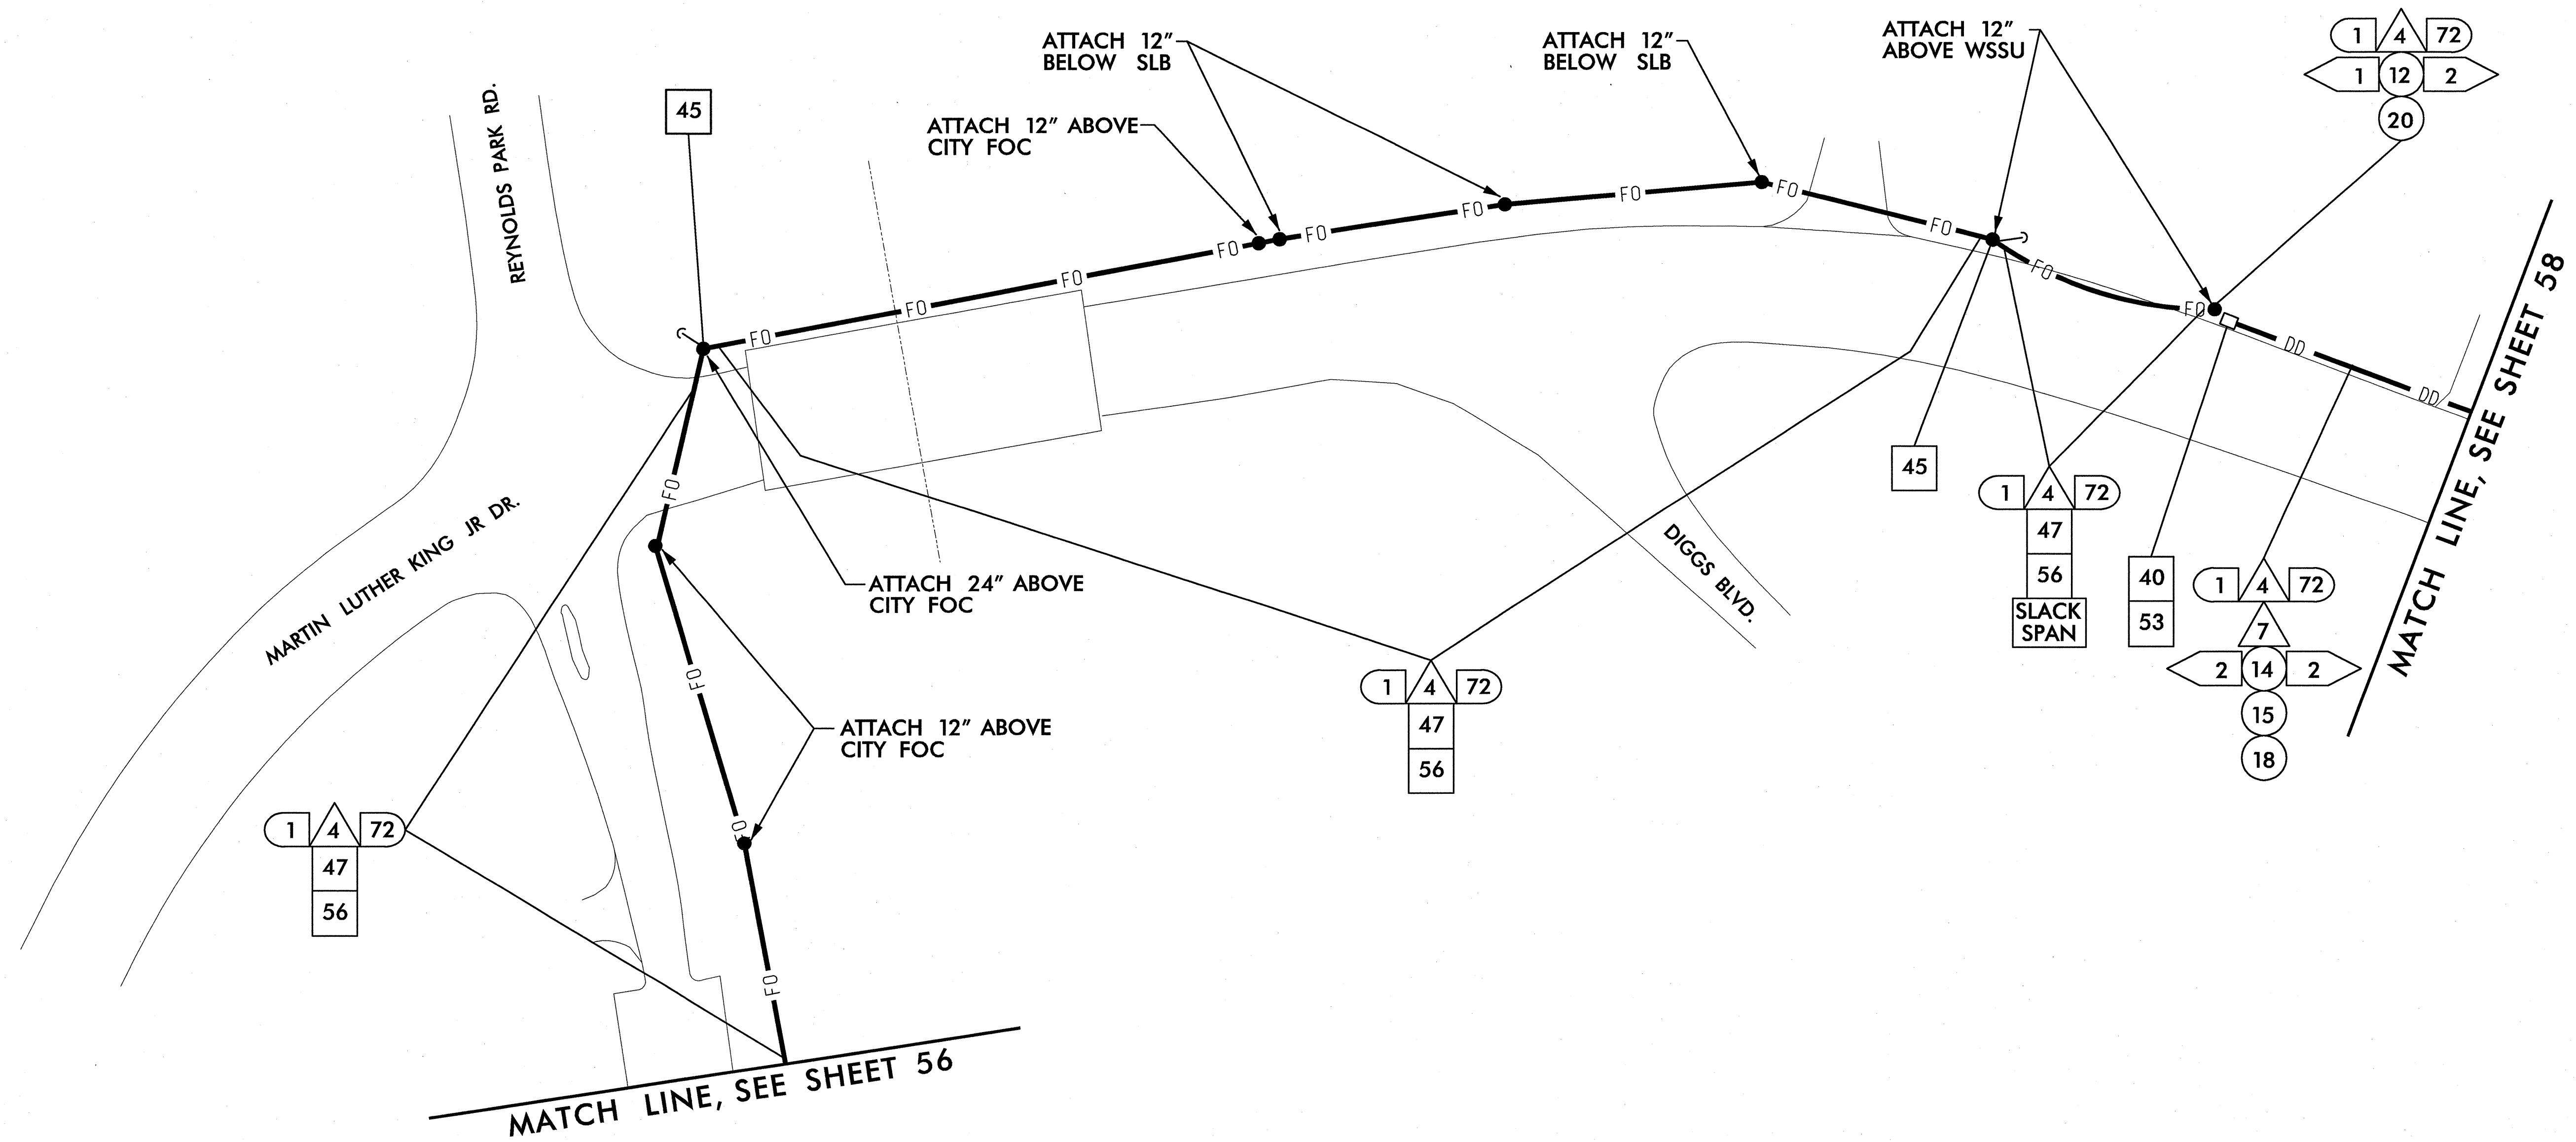 ATTACH 12"
BELOW SLB
ATTACH 12"
BELOW SLB
ATTACH 12"
ABOVE WSSU
1 4 72
1 12 2
20
45
ATTACH 12" ABOVE
CITY FOC
REYNOLDS PARK RD.
FO
FO
FO
FO
FO
FO
FO
FO
FO
FO
FO
DD
DD
MATCH LINE, SEE SHEET 58
FO
45
1 4 72
47
56
SLACK
SPAN
40
53
1 4 72
7
2 14 2
15
18
MARTIN LUTHER KING JR DR.
DIGGS BLVD.
ATTACH 24" ABOVE
CITY FOC
FO
1 4 72
47
56
ATTACH 12" ABOVE
CITY FOC
FO
1 4 72
47
56
FO
MATCH LINE, SEE SHEET 56